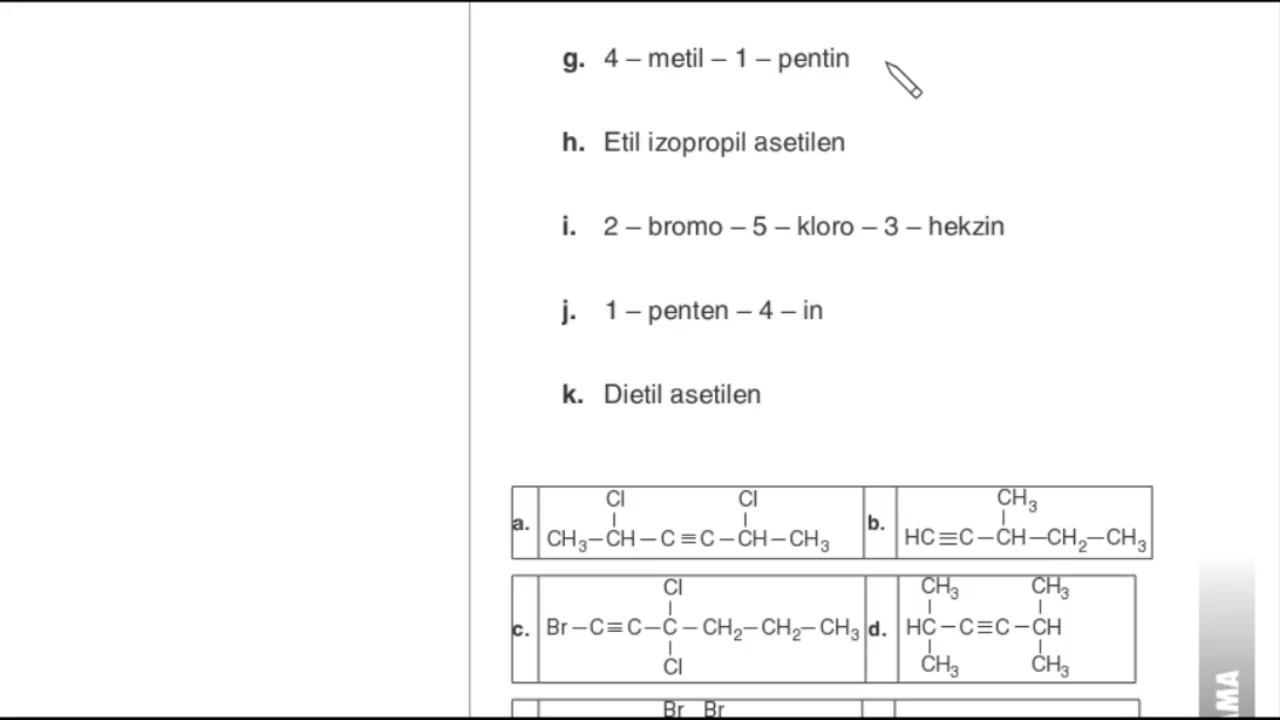 g. 4 – metil – 1 – pentin
h. Etil izopropil asetilen
i. 2 – bromo – 5 – kloro – 3 – hekzin
j. 1 – penten – 4 – in
k. Dietil asetilen
Cl Cl
a. CH₃–CH–C≡C–CH–CH₃
CH₃
b. HC≡C–CH–CH₂–CH₃
Cl
c. Br–C≡C–C–CH₂–CH₂–CH₃
Cl
CH₃ CH₃
d. HC–C≡C–CH
CH₃ CH₃
Br Br